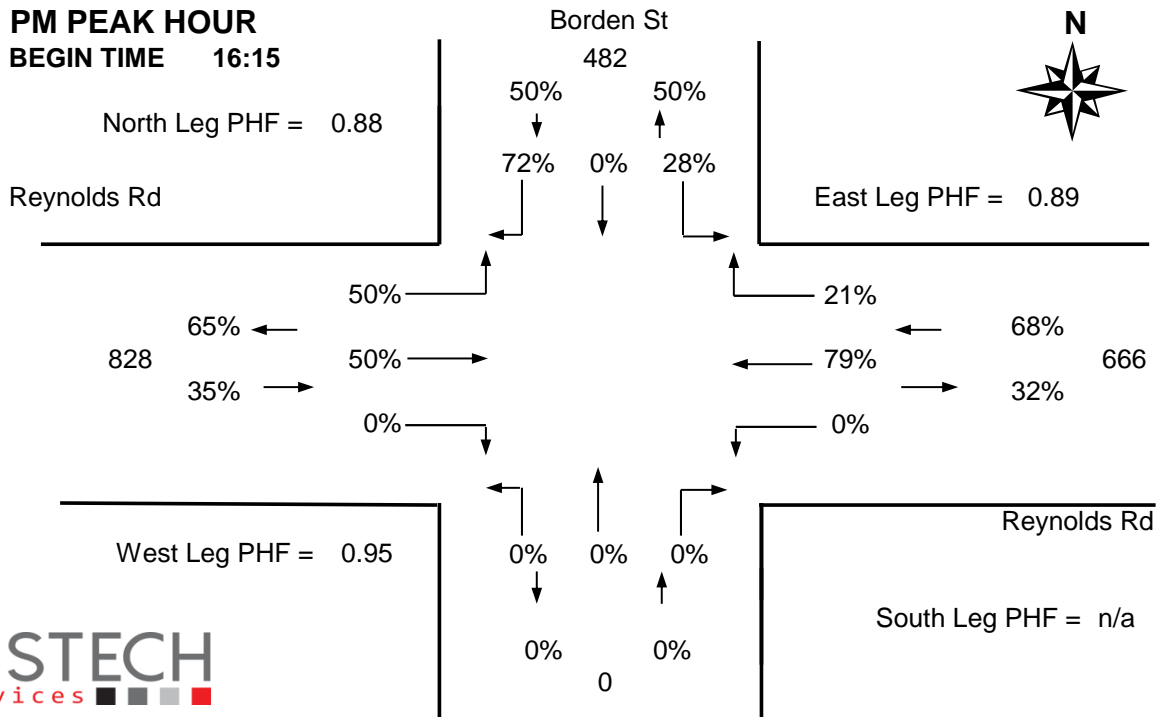 PM PEAK HOUR
BEGIN TIME 16:15
Borden St
482
N
50% 50%
North Leg PHF = 0.88
72% 0% 28%
Reynolds Rd
East Leg PHF = 0.89
50%
21%
65%
68%
828
50%
79%
666
35%
32%
0%
0%
Reynolds Rd
West Leg PHF = 0.95
0% 0% 0%
South Leg PHF = n/a
0% 0%
0
STECH
vices